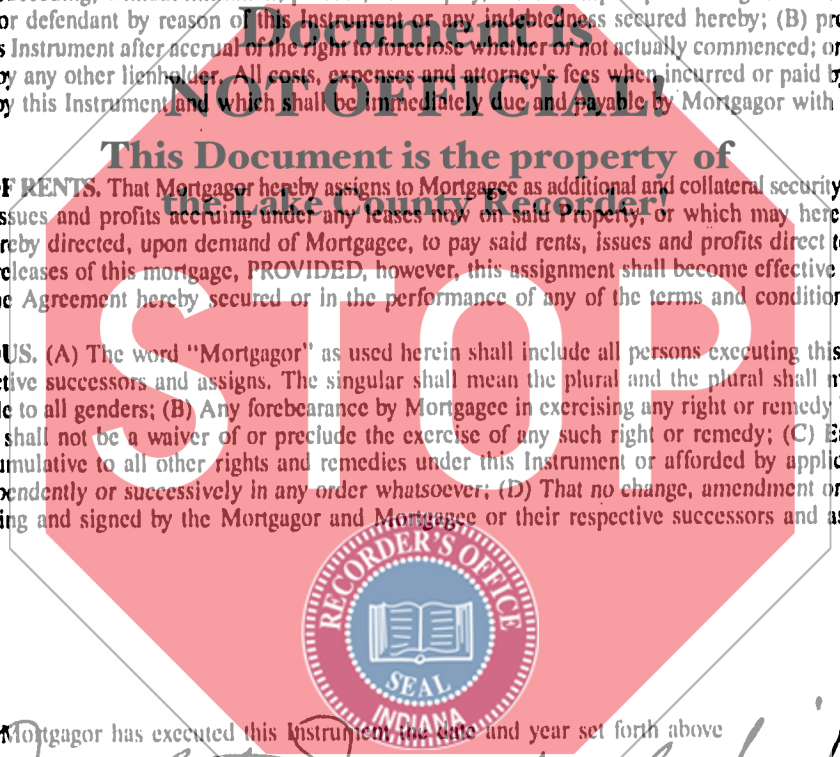 or defendant by reason of this Instrument or any indebtedness secured hereby; (B) pr
Document is
s Instrument after accrual of the right to foreclose whether or not actually commenced; or
by any other lienholder. All costs, expenses and attorney's fees when incurred or paid b
NOT OFFICIAL!
by this Instrument and which shall be immediately due and payable by Mortgagor with
This Document is the property of
F RENTS. That Mortgagor hereby assigns to Mortgagee as additional and collateral security
the Lake County Recorder!
ssues and profits accruing under any leases now on said Property, or which may here
reby directed, upon demand of Mortgagee, to pay said rents, issues and profits direct t
eleases of this mortgage, PROVIDED, however, this assignment shall become effective
e Agreement hereby secured or in the performance of any of the terms and condition
STOP
US. (A) The word "Mortgagor" as used herein shall include all persons executing this
tive successors and assigns. The singular shall mean the plural and the plural shall m
e to all genders; (B) Any forebearance by Mortgagee in exercising any right or remedy
shall not be a waiver of or preclude the exercise of any such right or remedy; (C) E
umulative to all other rights and remedies under this Instrument or afforded by applic
pendently or successively in any order whatsoever; (D) That no change, amendment or
ing and signed by the Mortgagor and Mortgagee or their respective successors and as
RECORDER'S OFFICE
SEAL
INDIANA
Mortgagor has executed this Instrument the date and year set forth above